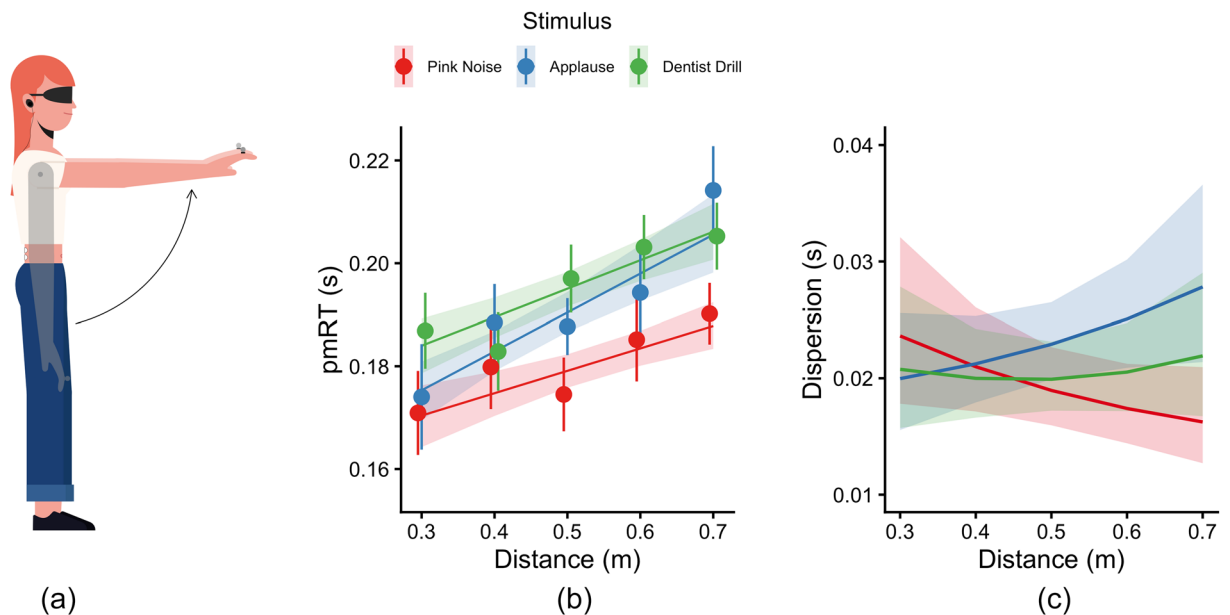 Stimulus
Pink Noise Applause Dentist Drill
pmRT (s)
0.22
0.20
0.18
0.16
0.3 0.4 0.5 0.6 0.7
Distance (m)
Dispersion (s)
0.04
0.03
0.02
0.01
0.3 0.4 0.5 0.6 0.7
Distance (m)
(a) (b) (c)